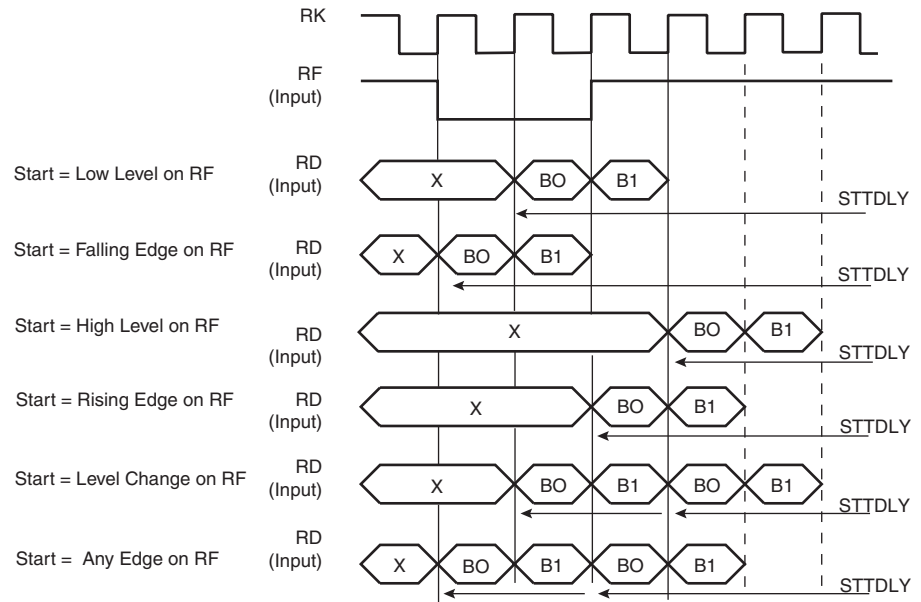 RK
RF
(Input)
Start = Low Level on RF
RD
(Input)
X
BO
B1
STTDLY
Start = Falling Edge on RF
RD
(Input)
X
BO
B1
STTDLY
Start = High Level on RF
RD
(Input)
X
BO
B1
STTDLY
Start = Rising Edge on RF
RD
(Input)
X
BO
B1
STTDLY
Start = Level Change on RF
RD
(Input)
X
BO
B1
BO
B1
STTDLY
Start = Any Edge on RF
RD
(Input)
X
BO
B1
BO
B1
STTDLY